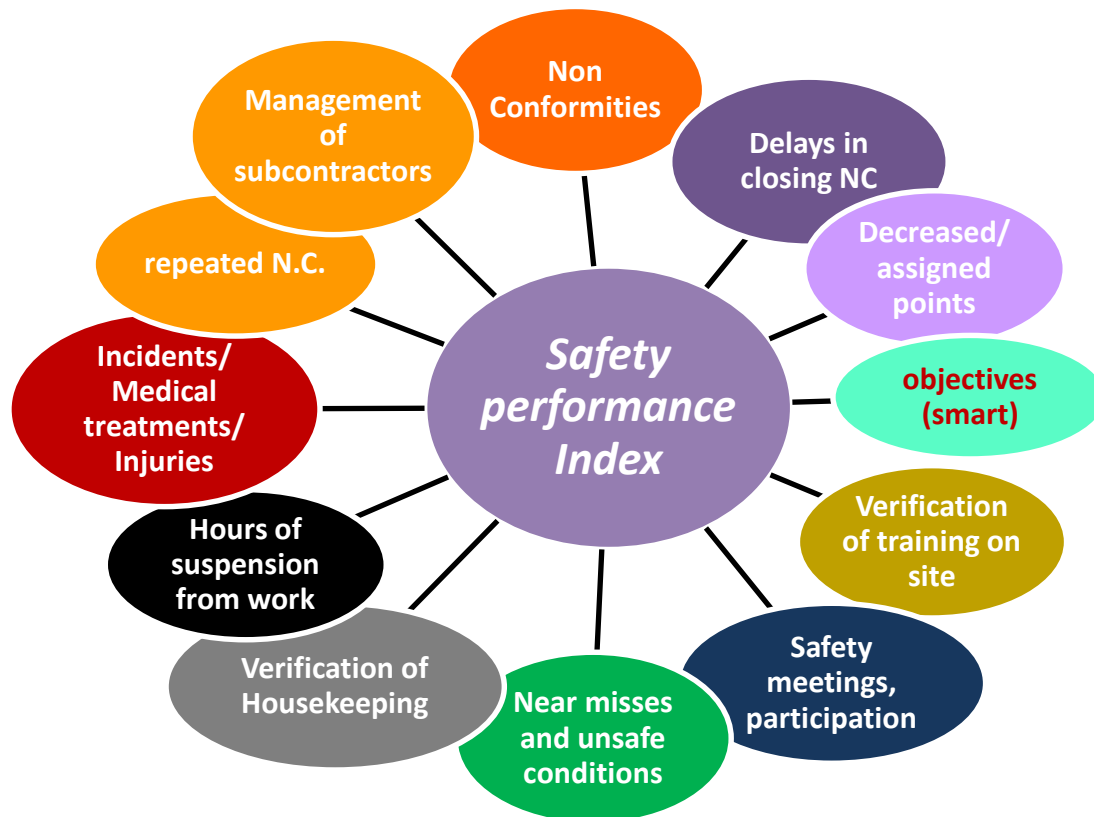 Non
Conformities
Delays in
closing NC
Decreased/
assigned
points
objectives
(smart)
Verification
of training on
site
Safety
meetings,
participation
Near misses
and unsafe
conditions
Verification of
Housekeeping
Hours of
suspension
from work
Incidents/
Medical
treatments/
Injuries
repeated N.C.
Management
of
subcontractors
Safety
performance
Index